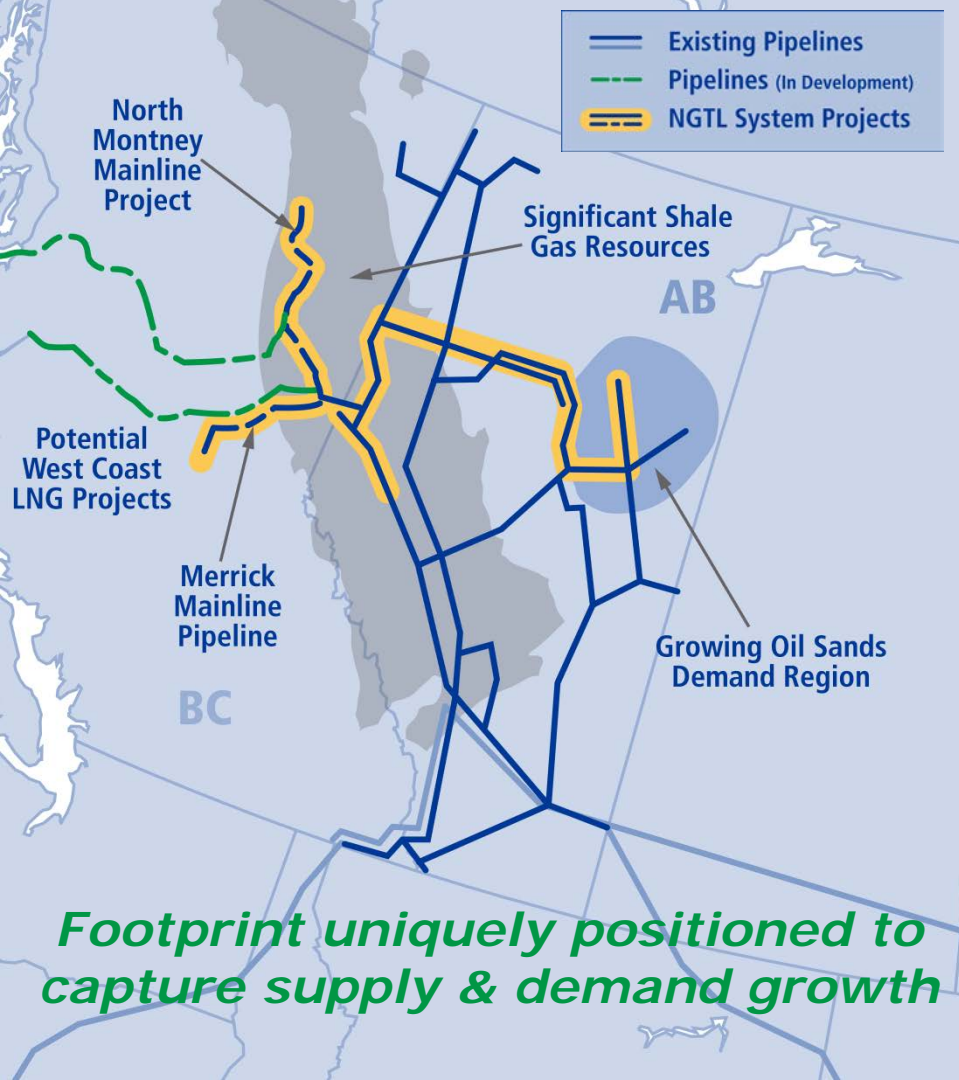 Existing Pipelines
Pipelines (In Development)
NGTL System Projects
North
Montney
Mainline
Project
Significant Shale
Gas Resources
AB
Potential
West Coast
LNG Projects
Merrick
Mainline
Pipeline
Growing Oil Sands
Demand Region
BC
Footprint uniquely positioned to
capture supply & demand growth